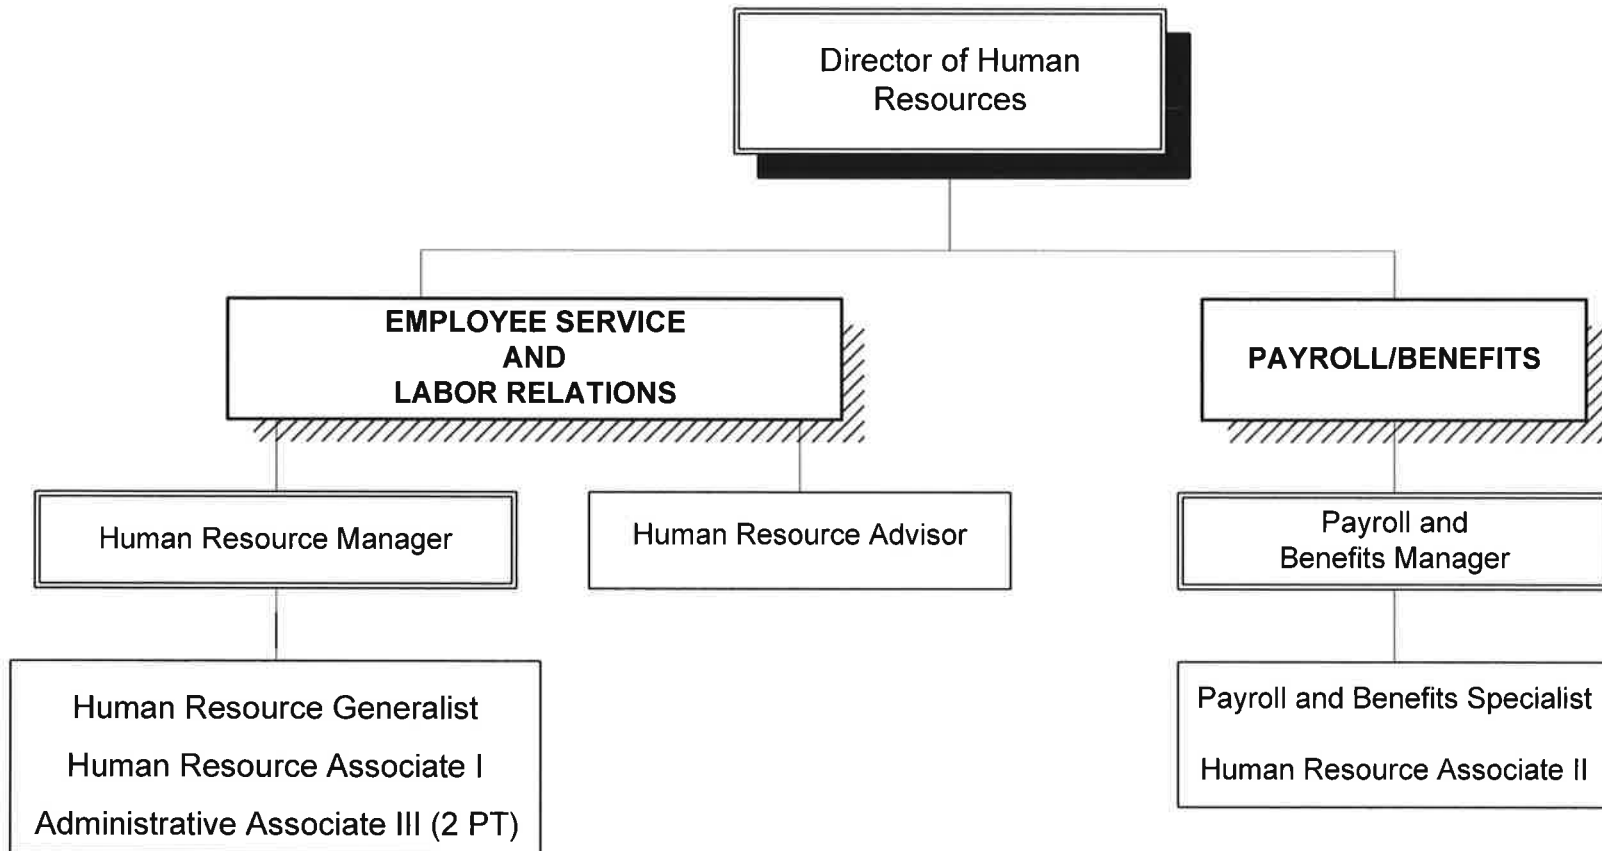 Director of Human
Resources
EMPLOYEE SERVICE
AND
LABOR RELATIONS
PAYROLL/BENEFITS
Human Resource Manager
Human Resource Advisor
Payroll and
Benefits Manager
Human Resource Generalist
Human Resource Associate I
Administrative Associate III (2 PT)
Payroll and Benefits Specialist
Human Resource Associate II